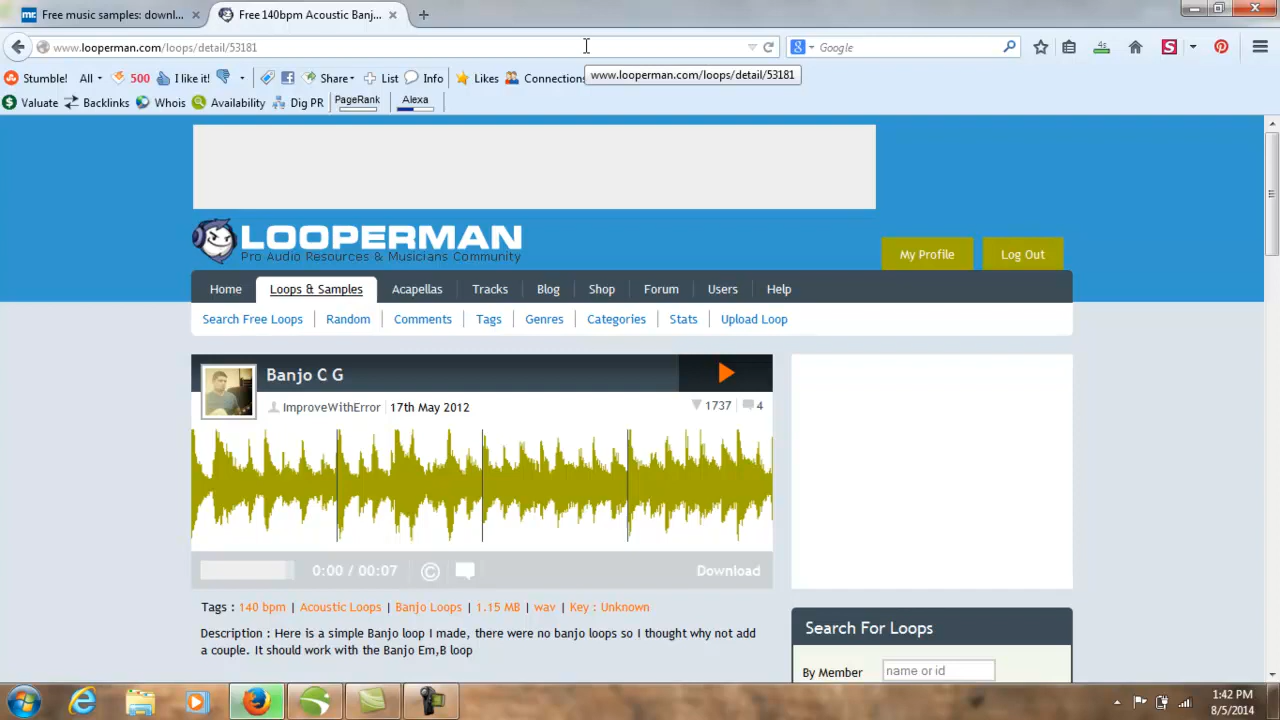 Free music samples: downl...
Free 140bpm Acoustic Banj...
www.looperman.com/loops/detail/53181
Google
Stumble! All 500 I like it! Share List Info Likes Connection
www.looperman.com/loops/detail/53181
Valuate Backlinks Whois Availability Dig PR PageRank Alexa
LOOPERMAN
Pro Audio Resources & Musicians Community
My Profile Log Out
Home Loops & Samples Acapellas Tracks Blog Shop Forum Users Help
Search Free Loops Random Comments Tags Genres Categories Stats Upload Loop
Banjo C G
ImproveWithError 17th May 2012 1737 4
0:00 / 00:07 Download
Tags : 140 bpm | Acoustic Loops | Banjo Loops | 1.15 MB | wav | Key : Unknown
Description : Here is a simple Banjo loop I made, there were no banjo loops so I thought why not add
a couple. It should work with the Banjo Em,B loop
Search For Loops
By Member name or id
1:42 PM
8/5/2014